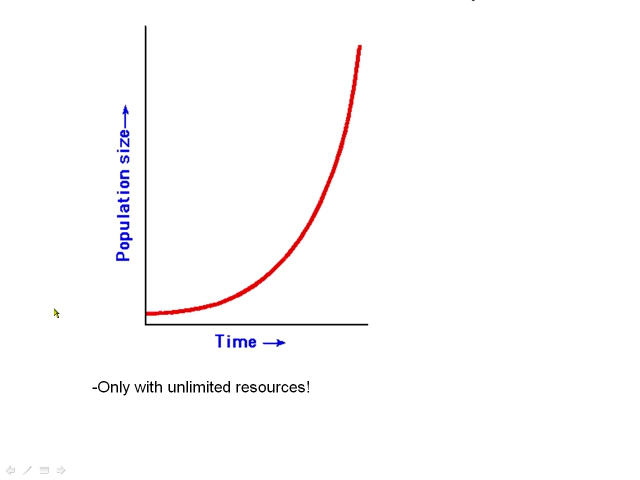 Population size→
Time →
-Only with unlimited resources!